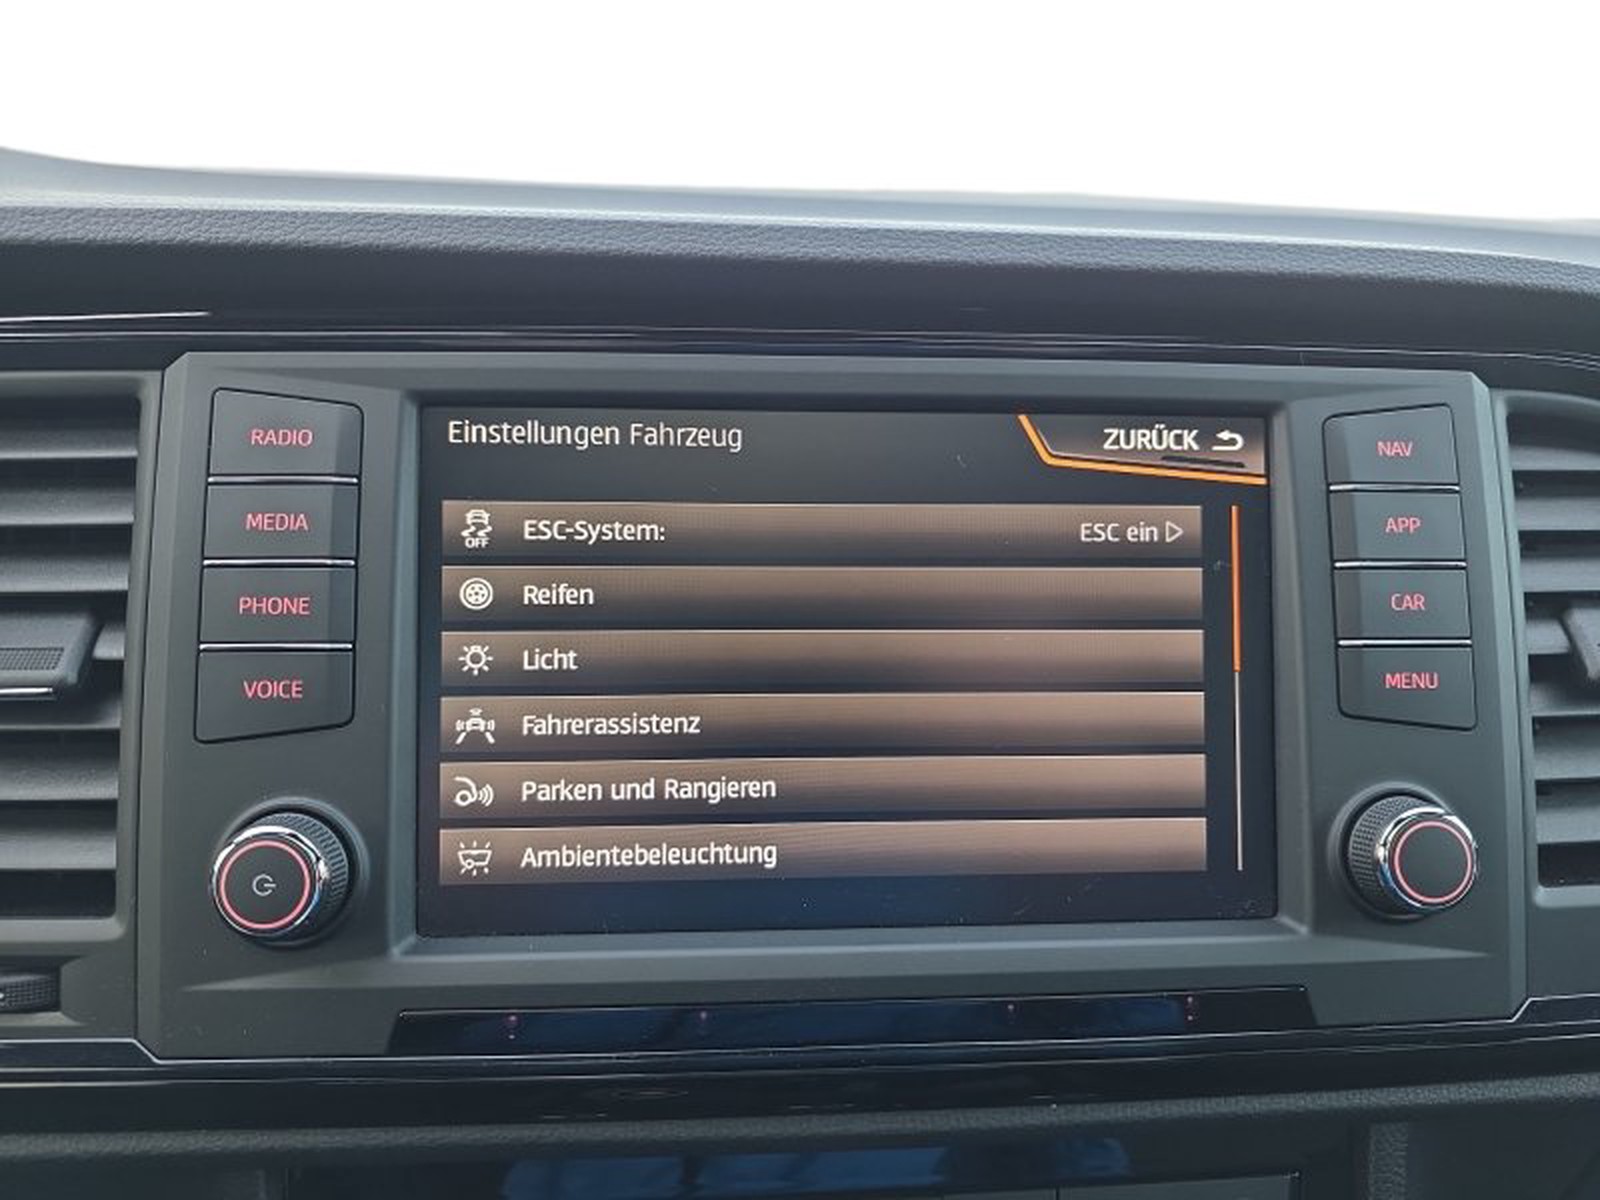 RADIO
MEDIA
PHONE
VOICE
Einstellungen Fahrzeug
ZURÜCK
OFF
ESC-System:
ESC ein
Reifen
Licht
Fahrerassistenz
Parken und Rangieren
Ambientebeleuchtung
NAV
APP
CAR
MENU